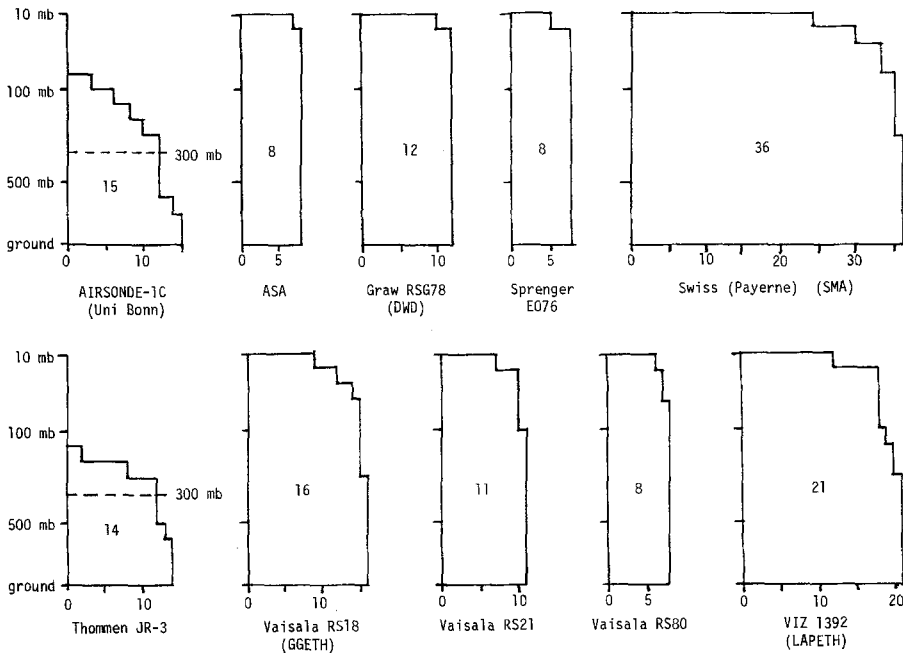 10 mb
100 mb
300 mb
500 mb
ground
15
8
12
8
36
0 10
0 5
0 10
0 5
0 10 20 30
AIRSONDE-1C
(Uni Bonn)
ASA
Graw RSG78
(DWD)
Sprenger
E076
Swiss (Payerne) (SMA)
10 mb
100 mb
300 mb
500 mb
ground
14
16
11
8
21
0 10
0 10
0 5 10
0 5
0 10 20
Thommen JR-3
Vaisala RS18
(GGETH)
Vaisala RS21
Vaisala RS80
VIZ 1392
(LAPETH)